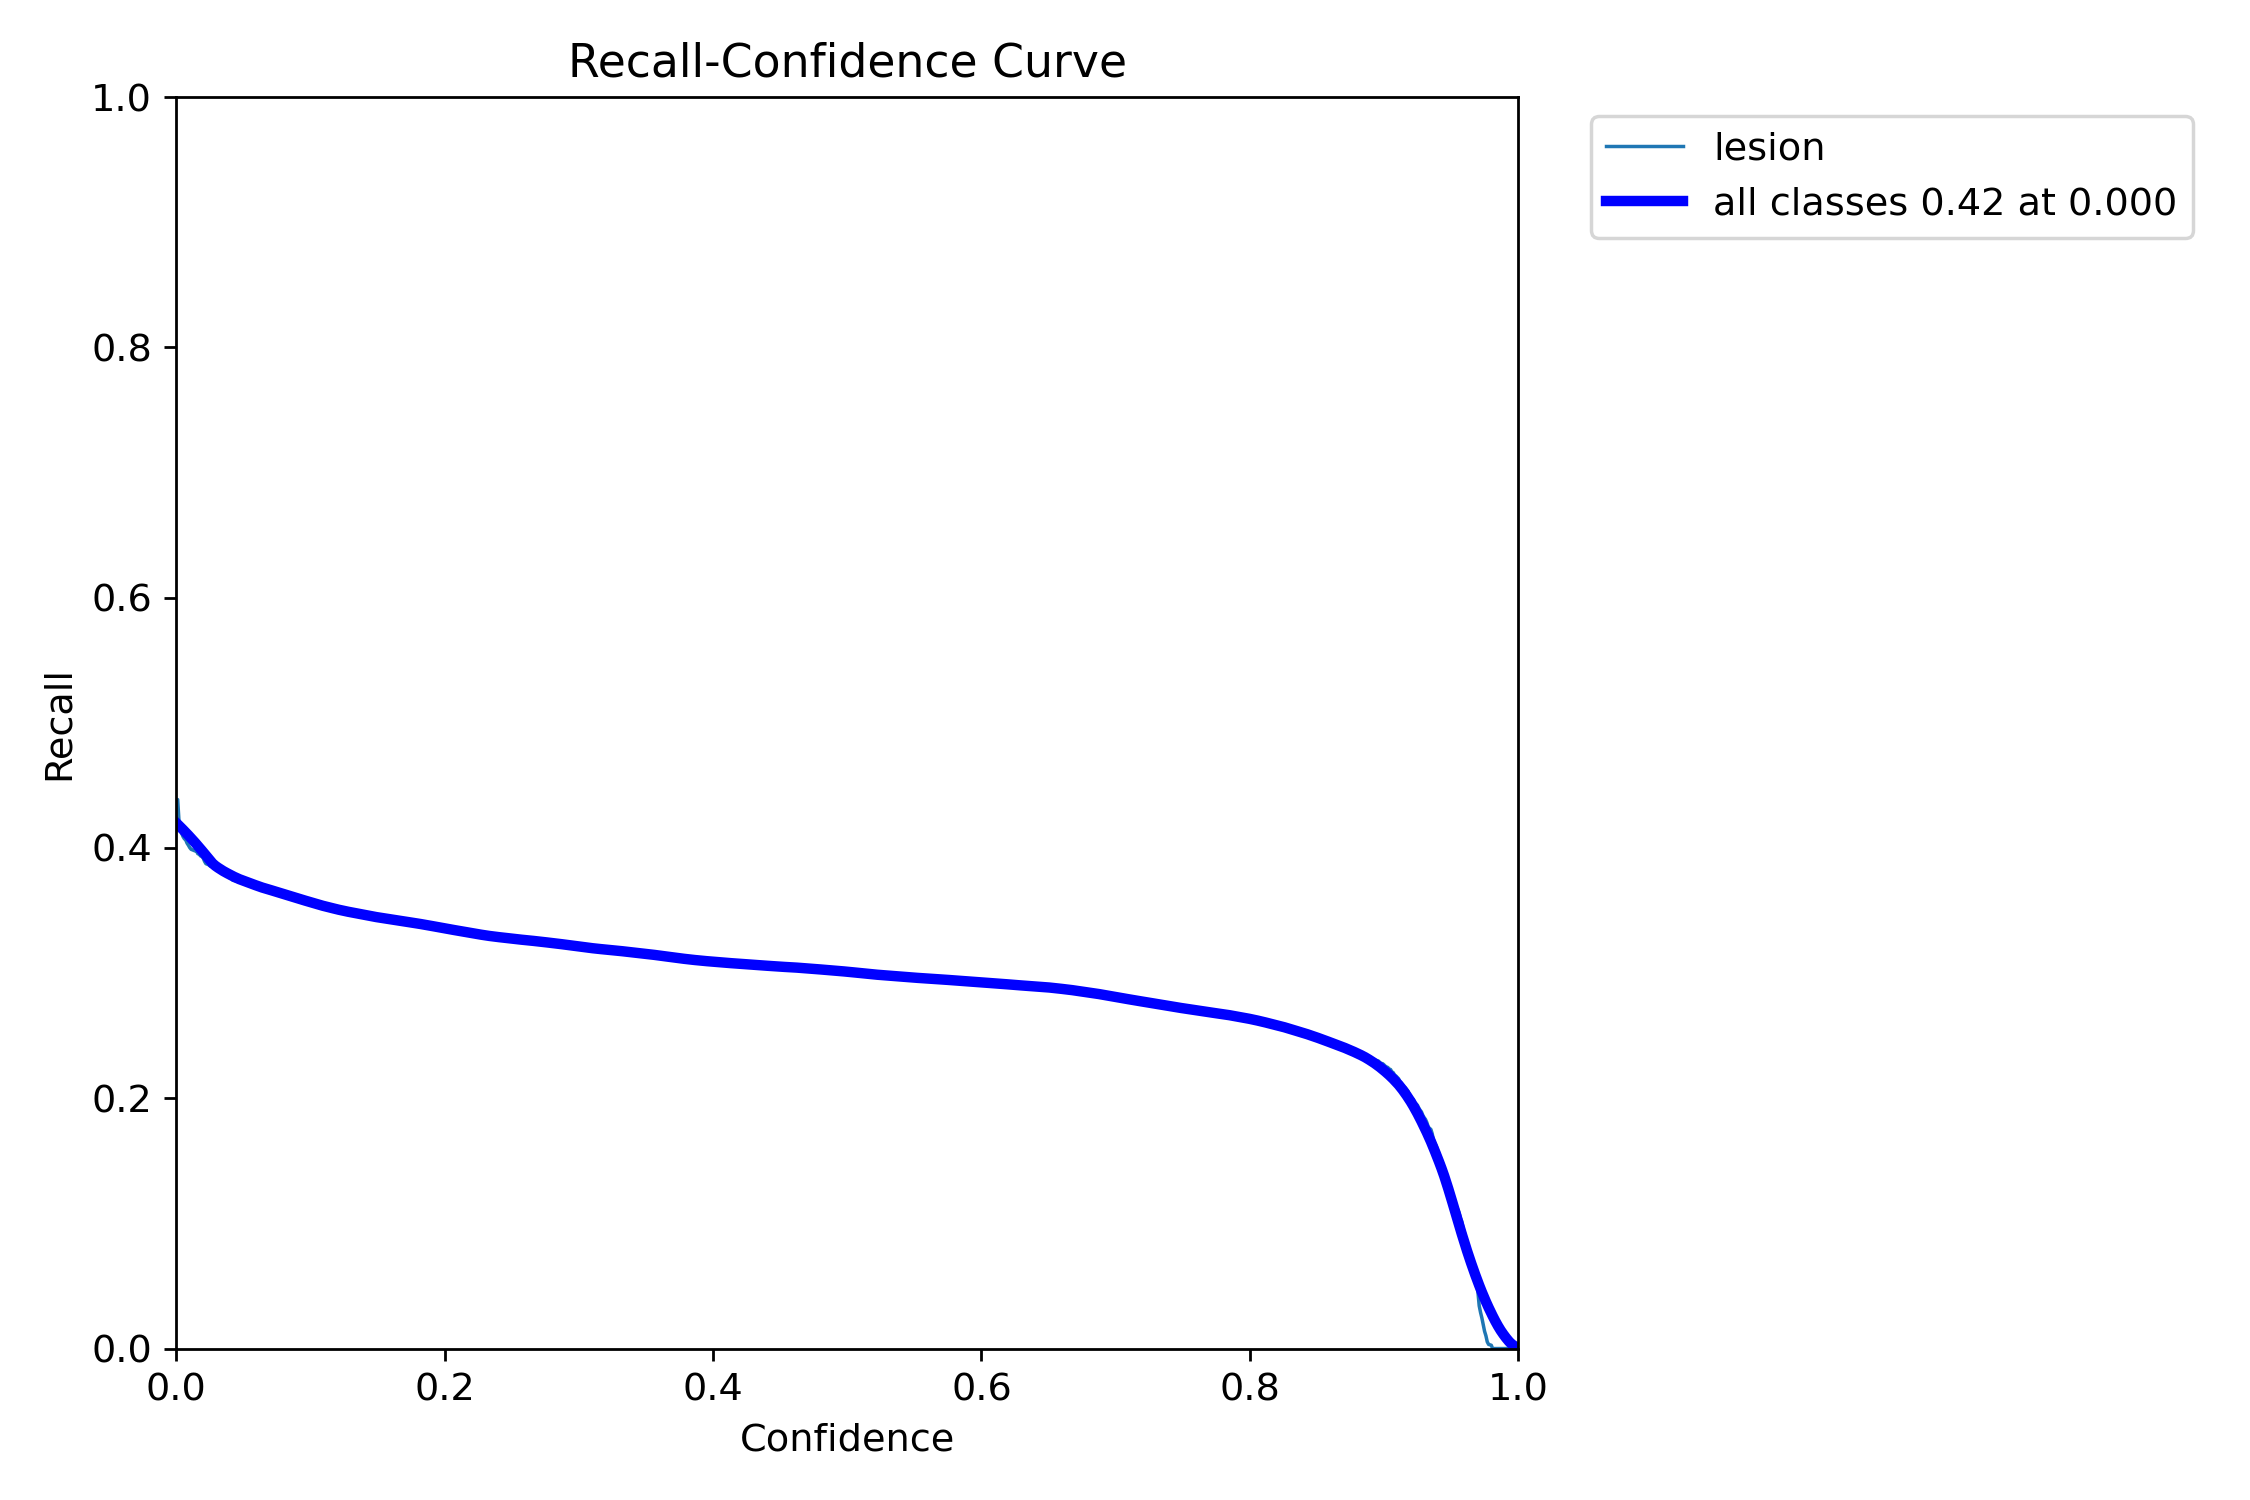 Recall-Confidence Curve
1.0
0.8
0.6
0.4
0.2
0.0
Recall
0.0 0.2 0.4 0.6 0.8 1.0
Confidence
lesion
all classes 0.42 at 0.000